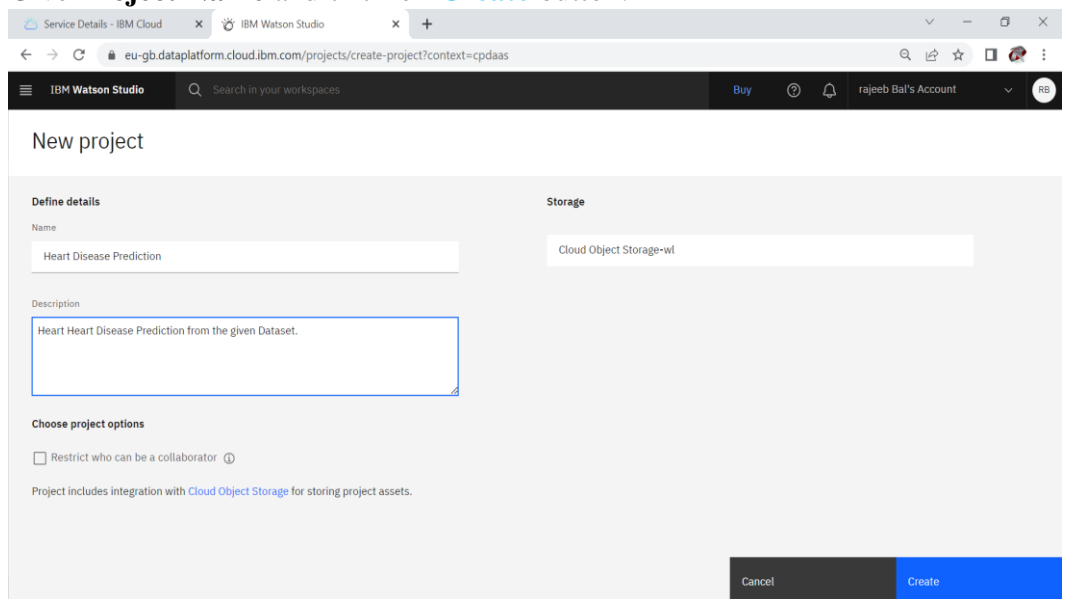 Service Details - IBM Cloud
IBM Watson Studio
eu-gb.dataplatform.cloud.ibm.com/projects/create-project?context=cpdaas
IBM Watson Studio
Search in your workspaces
Buy
rajeeb Bal's Account
RB
New project
Define details
Storage
Name
Heart Disease Prediction
Cloud Object Storage-wl
Description
Heart Heart Disease Prediction from the given Dataset.
Choose project options
Restrict who can be a collaborator
Project includes integration with Cloud Object Storage for storing project assets.
Cancel
Create